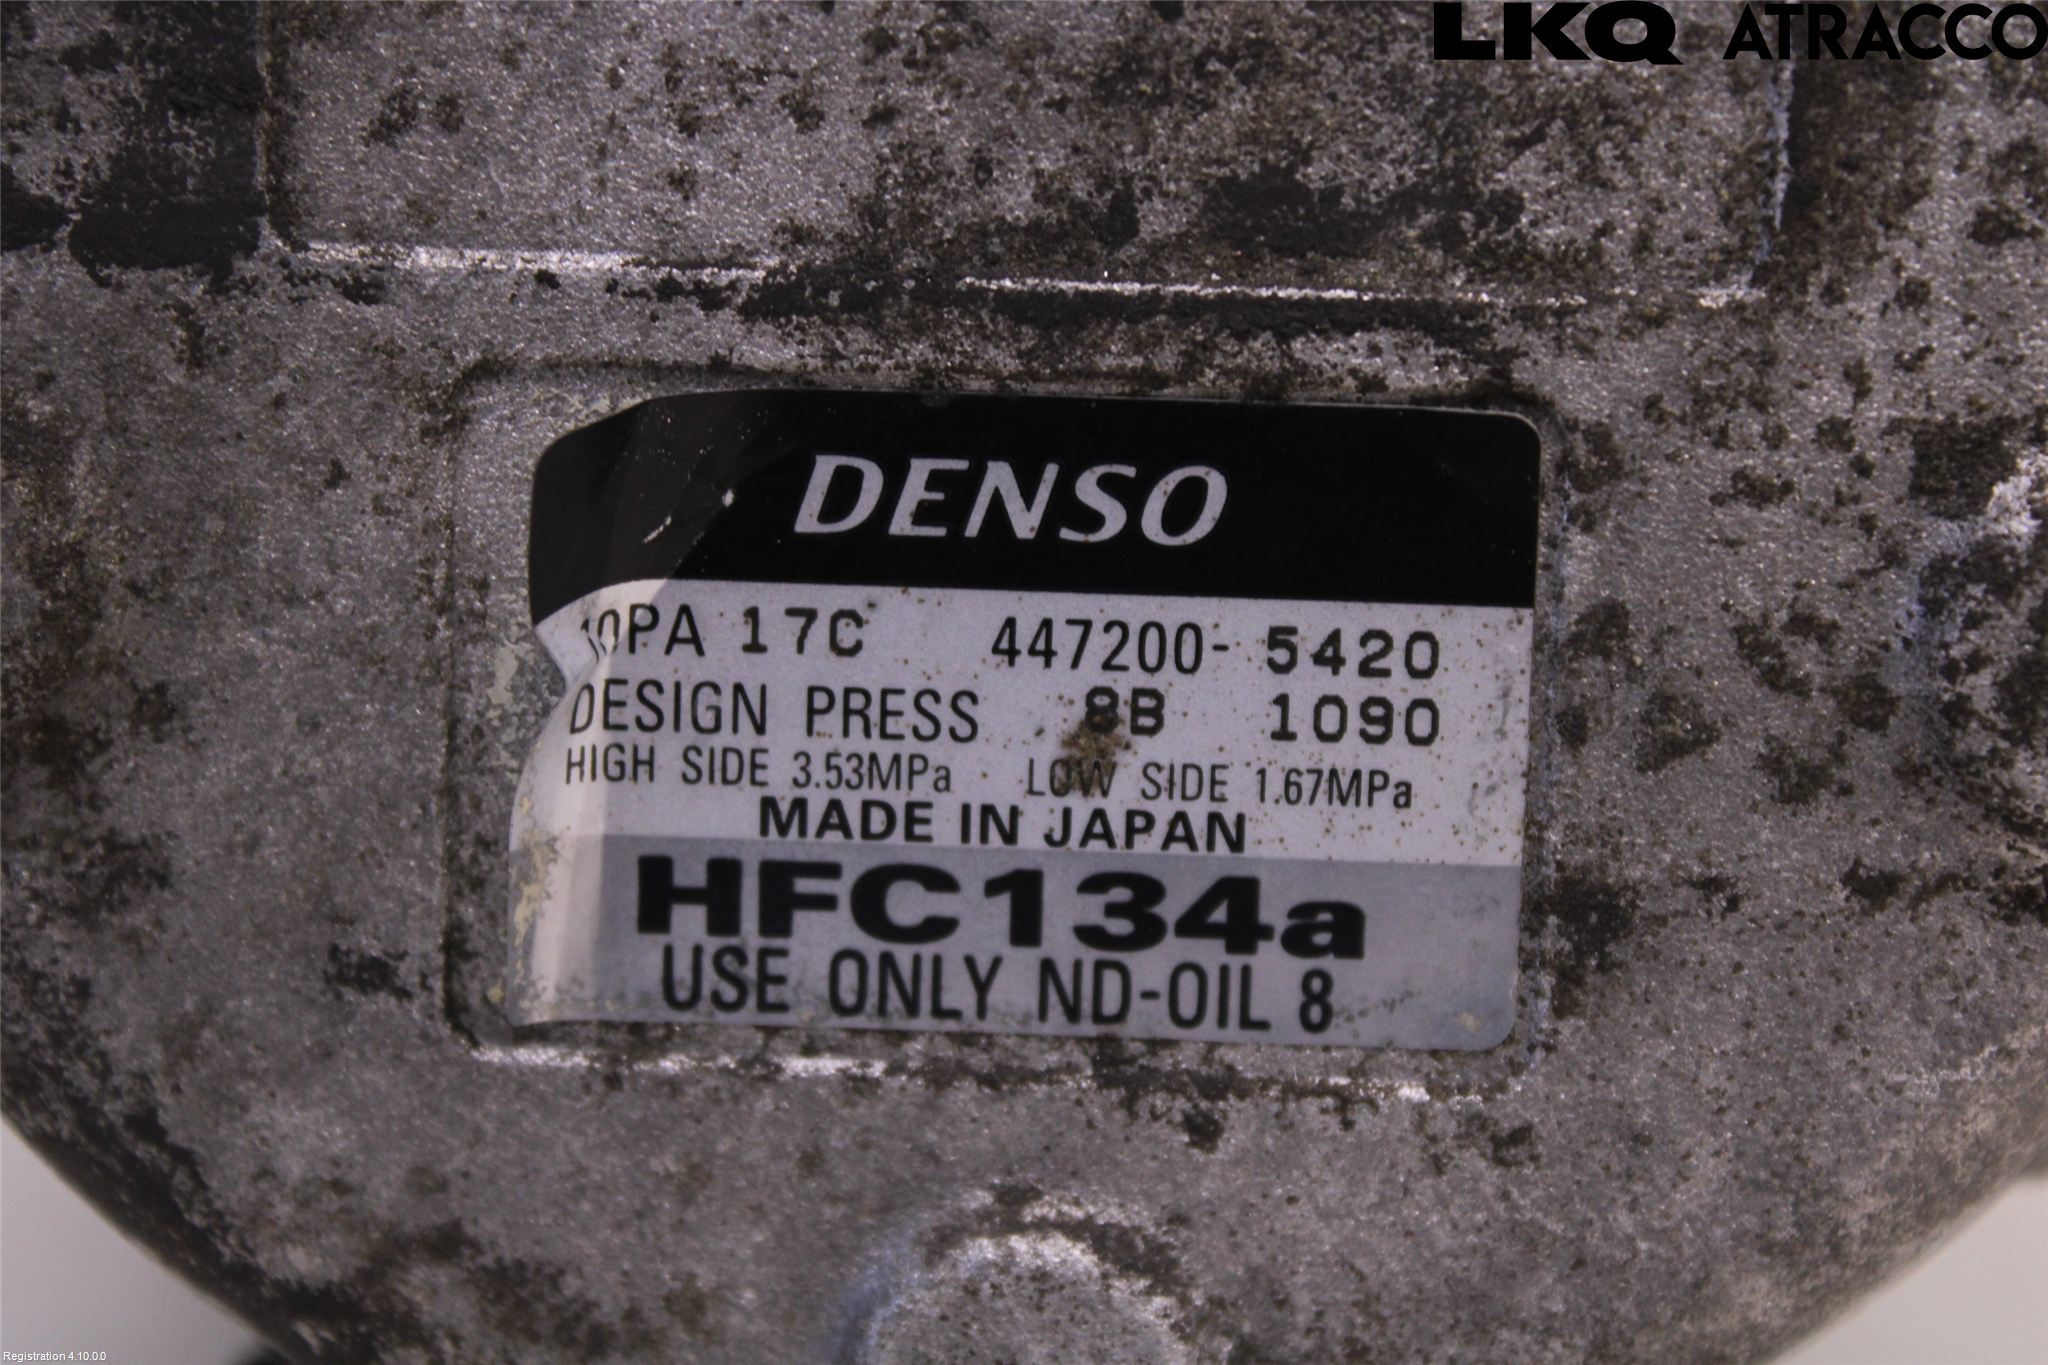 LKQ ATRACCO
DENSO
10PA 17C 447200- 5420
DESIGN PRESS 8B 1090
HIGH SIDE 3.53MPa LOW SIDE 1.67MPa
MADE IN JAPAN
HFC134a
USE ONLY ND-OIL 8
Registration 4.10.0.0